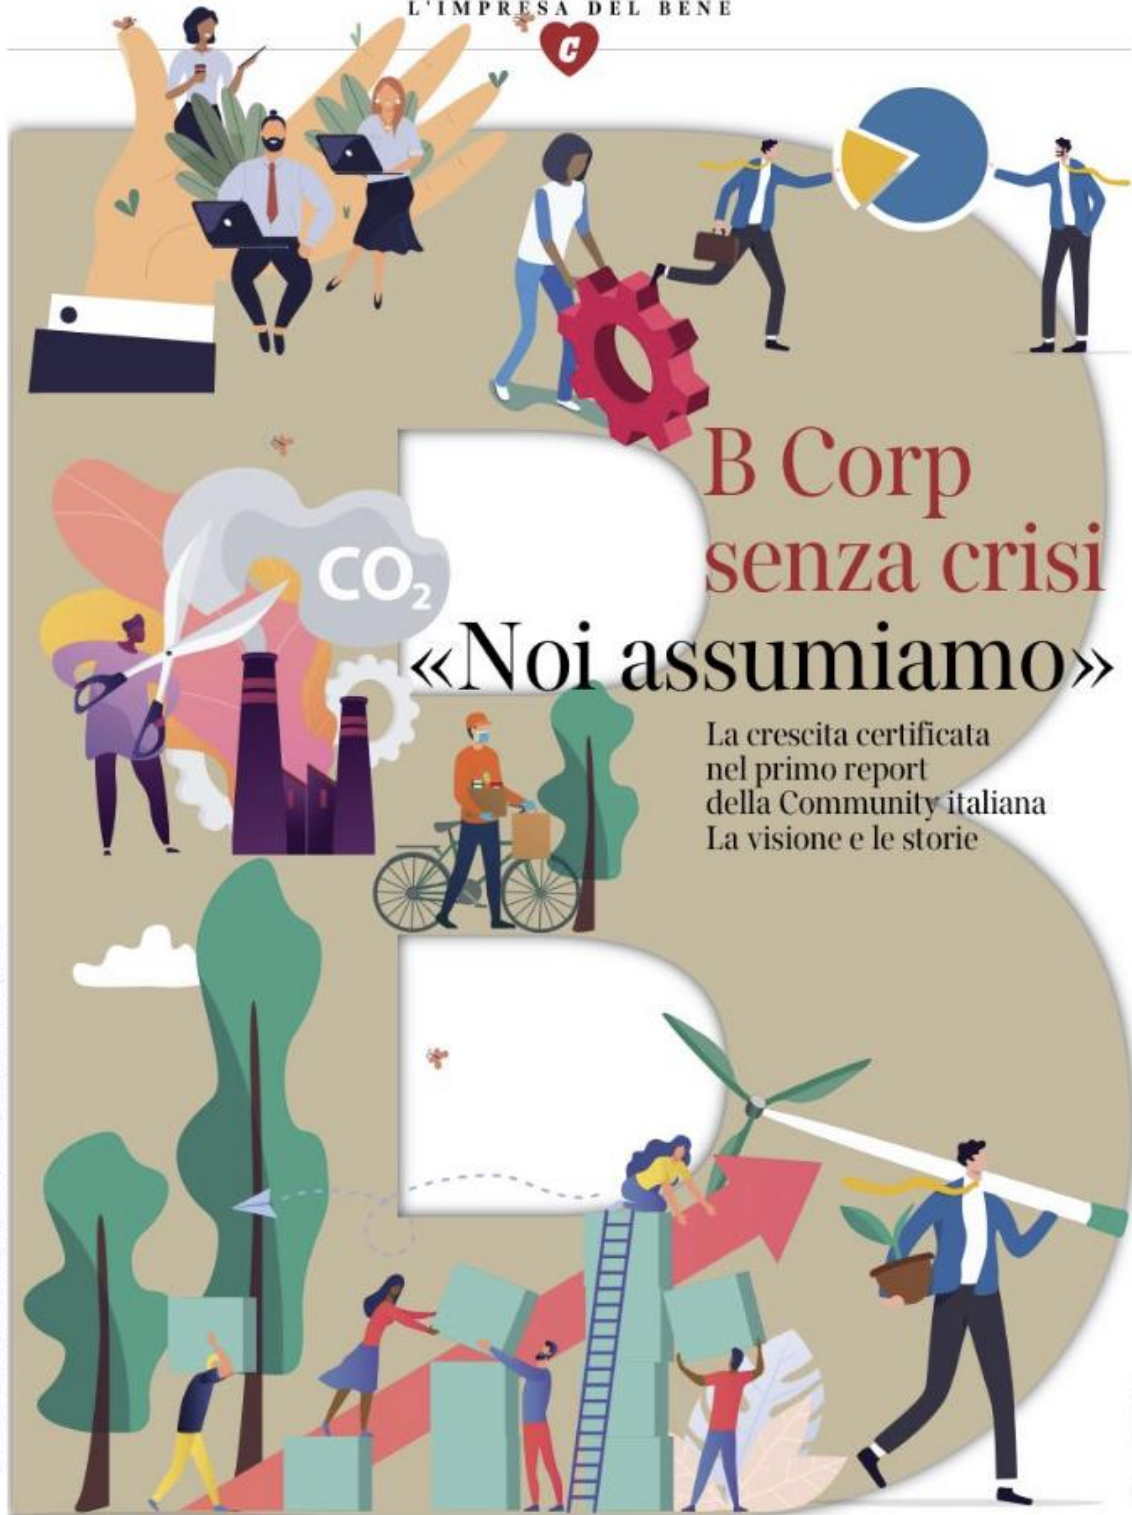 L'IMPRESA DEL BENE
C
B Corp
senza crisi
«Noi assumiamo»
La crescita certificata
nel primo report
della Community italiana
La visione e le storie
CO₂